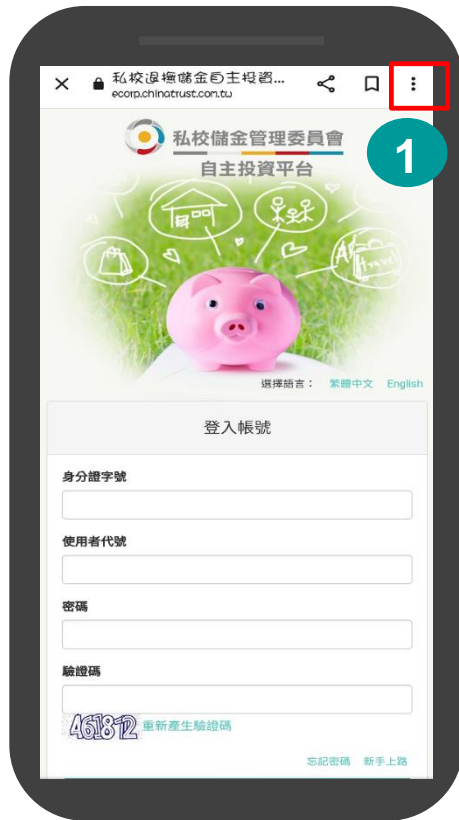 私校退撫儲金自主投資...
ecorp.chinatrust.com.tw
1
私校儲金管理委員會
自主投資平台
Travel
選擇語言： 繁體中文 English
登入帳號
身分證字號
使用者代號
密碼
驗證碼
461872 重新產生驗證碼
忘記密碼 新手上路